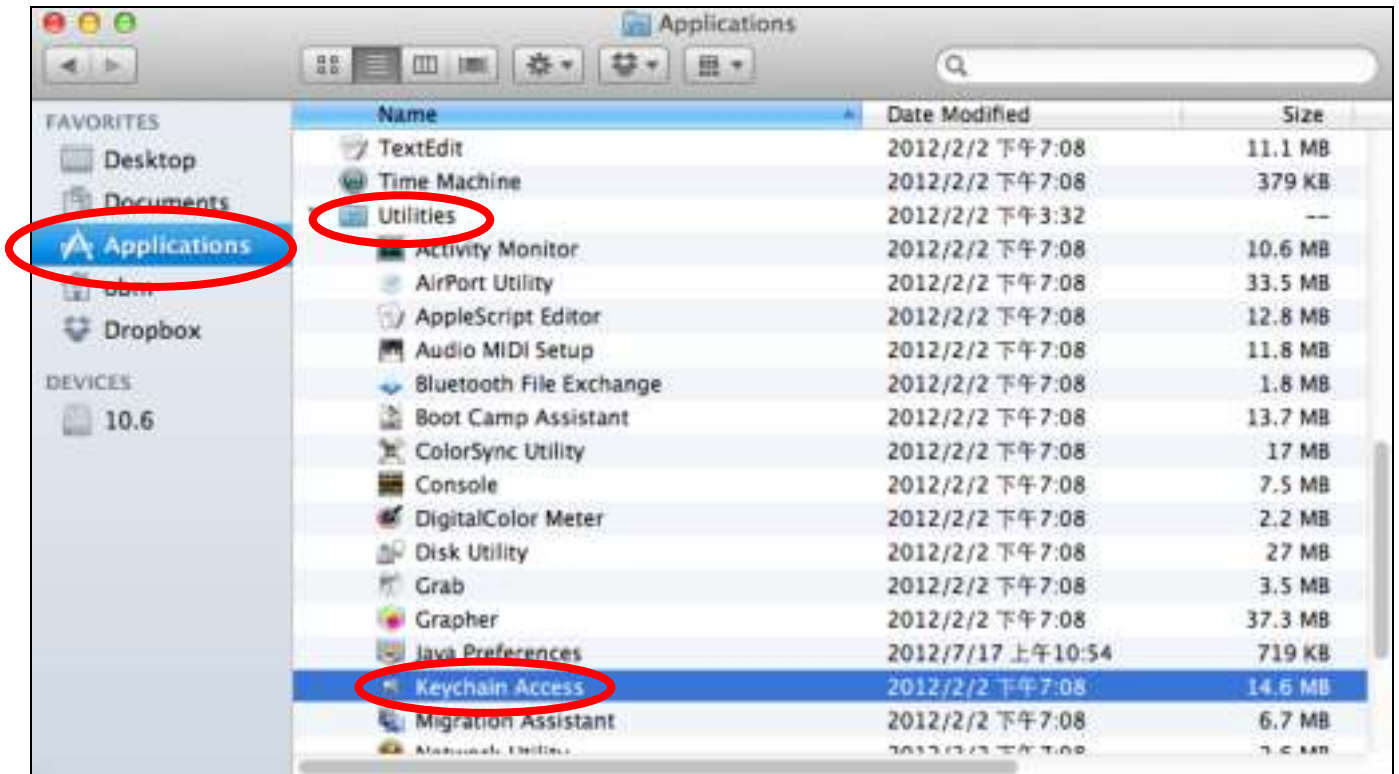 Applications
FAVORITES
Desktop
Documents
Applications
Dropbox
DEVICES
10.6
Name Date Modified Size
TextEdit 2012/2/2 下午7:08 11.1 MB
Time Machine 2012/2/2 下午7:08 379 KB
Utilities 2012/2/2 下午3:32 --
Activity Monitor 2012/2/2 下午7:08 10.6 MB
AirPort Utility 2012/2/2 下午7:08 33.5 MB
AppleScript Editor 2012/2/2 下午7:08 12.8 MB
Audio MIDI Setup 2012/2/2 下午7:08 11.8 MB
Bluetooth File Exchange 2012/2/2 下午7:08 1.8 MB
Boot Camp Assistant 2012/2/2 下午7:08 13.7 MB
ColorSync Utility 2012/2/2 下午7:08 17 MB
Console 2012/2/2 下午7:08 7.5 MB
DigitalColor Meter 2012/2/2 下午7:08 2.2 MB
Disk Utility 2012/2/2 下午7:08 27 MB
Grab 2012/2/2 下午7:08 3.5 MB
Grapher 2012/2/2 下午7:08 37.3 MB
Java Preferences 2012/7/17 上午10:54 719 KB
Keychain Access 2012/2/2 下午7:08 14.6 MB
Migration Assistant 2012/2/2 下午7:08 6.7 MB
Network Utility